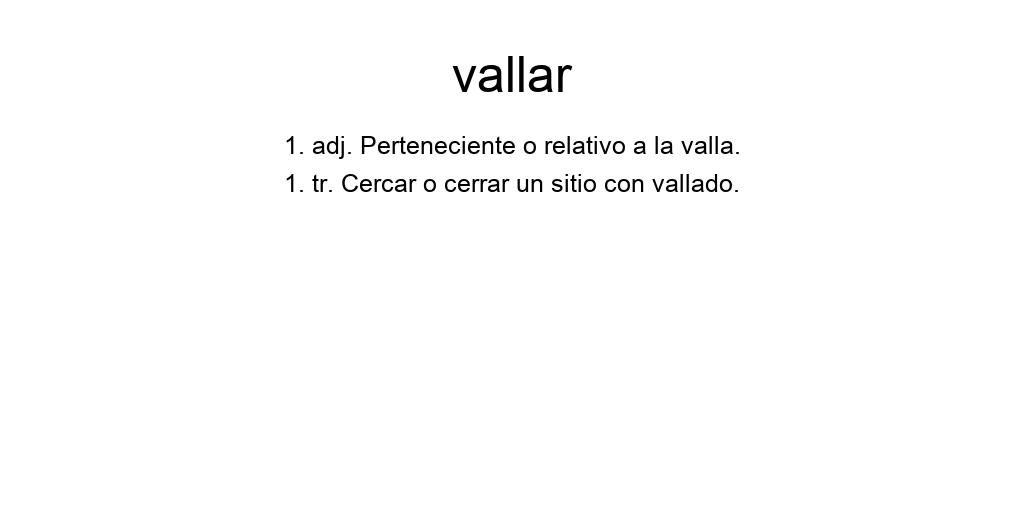 vallar
1. adj. Perteneciente o relativo a la valla.
1. tr. Cercar o cerrar un sitio con vallado.